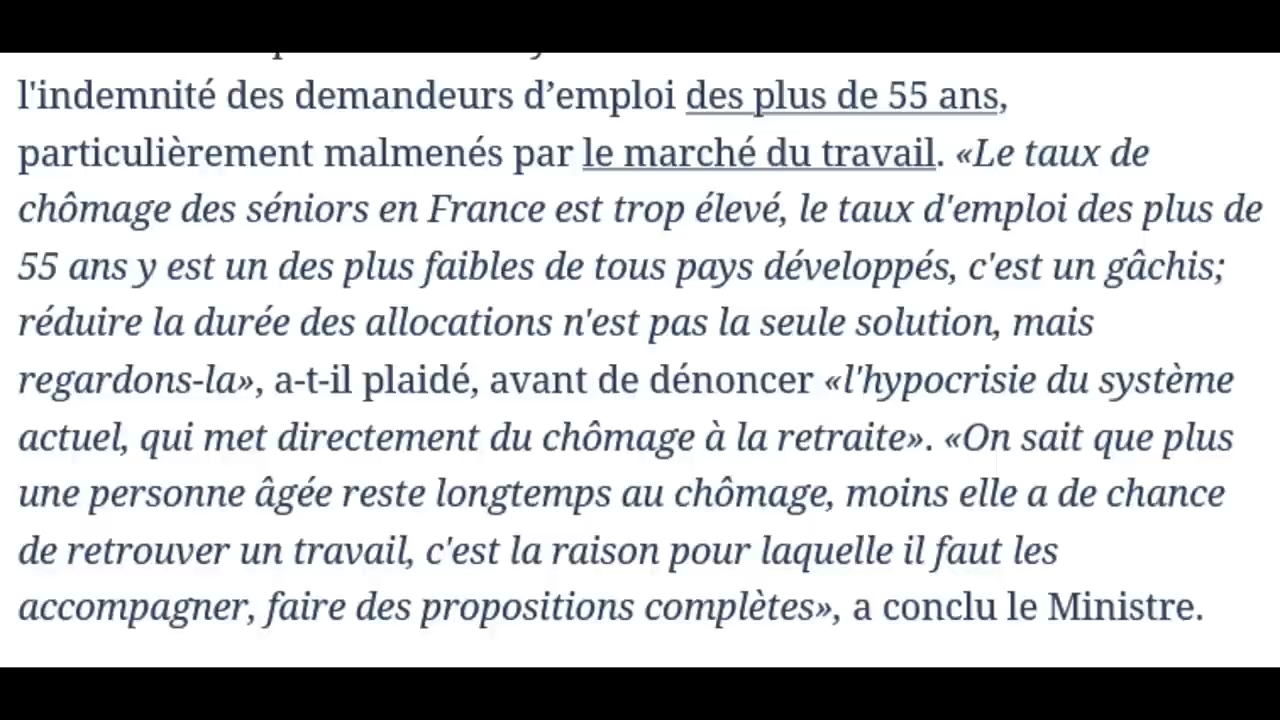 l'indemnité des demandeurs d’emploi des plus de 55 ans,
particulièrement malmenés par le marché du travail. «Le taux de
chômage des séniors en France est trop élevé, le taux d'emploi des plus de
55 ans y est un des plus faibles de tous pays développés, c'est un gâchis;
réduire la durée des allocations n'est pas la seule solution, mais
regardons-la», a-t-il plaidé, avant de dénoncer «l'hypocrisie du système
actuel, qui met directement du chômage à la retraite». «On sait que plus
une personne âgée reste longtemps au chômage, moins elle a de chance
de retrouver un travail, c'est la raison pour laquelle il faut les
accompagner, faire des propositions complètes», a conclu le Ministre.